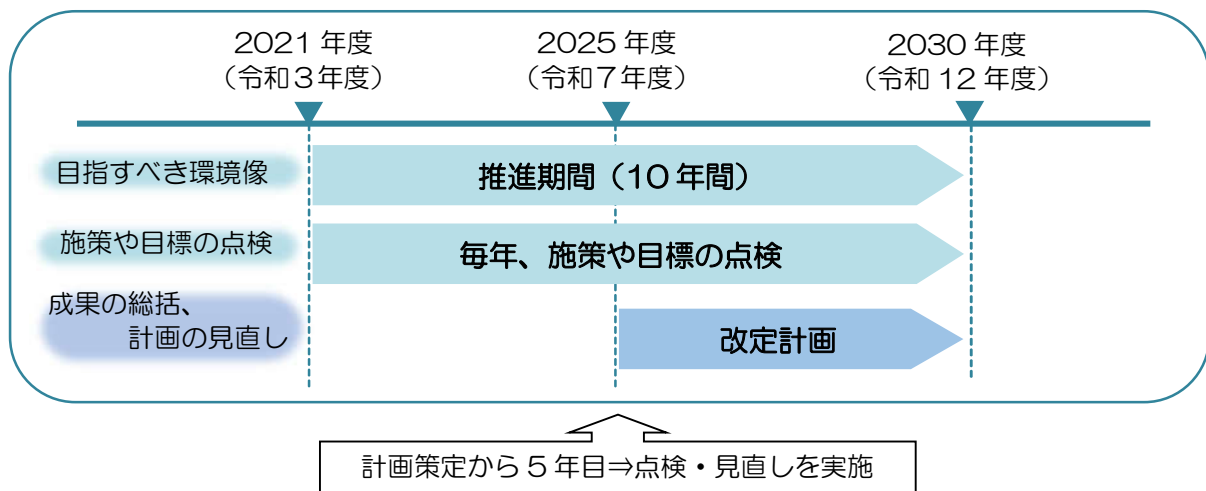 2021 年度
（令和３年度）
2025 年度
（令和７年度）
2030 年度
（令和 12 年度）
目指すべき環境像
推進期間（10 年間）
施策や目標の点検
毎年、施策や目標の点検
成果の総括、
計画の見直し
改定計画
計画策定から 5 年目⇒点検・見直しを実施